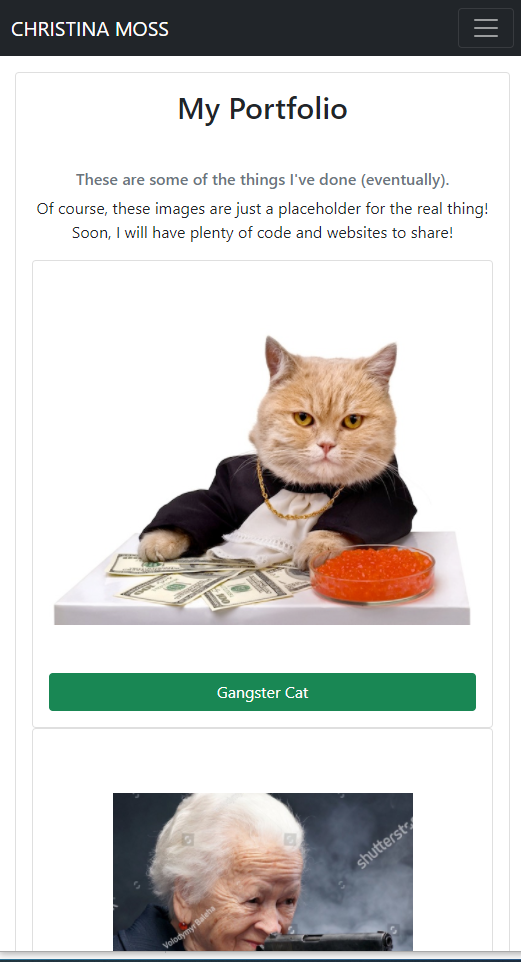 CHRISTINA MOSS
My Portfolio
These are some of the things I've done (eventually).
Of course, these images are just a placeholder for the real thing!
Soon, I will have plenty of code and websites to share!
Gangster Cat
shutterst
Volodymyr Baleha